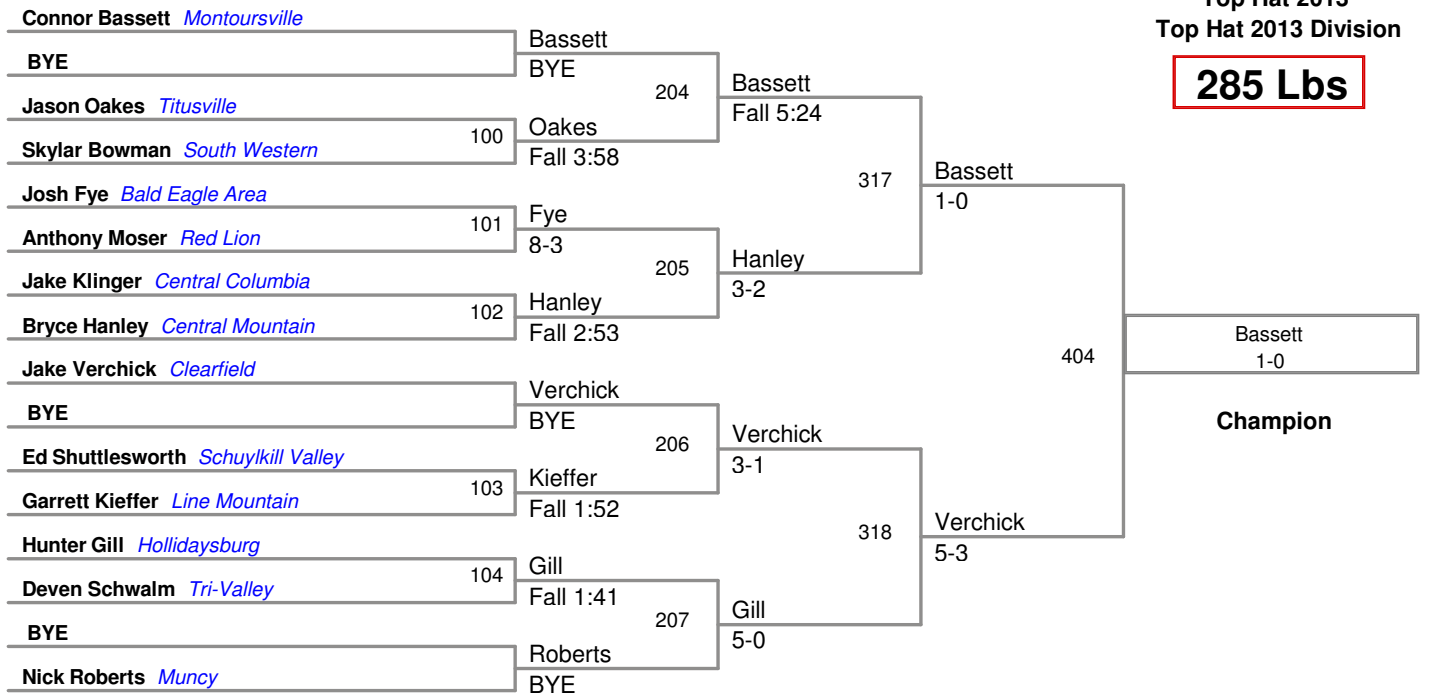 Top Hat 2013
Top Hat 2013 Division
285 Lbs
Connor Bassett Montoursville
BYE
Jason Oakes Titusville
Skylar Bowman South Western
Josh Fye Bald Eagle Area
Anthony Moser Red Lion
Jake Klinger Central Columbia
Bryce Hanley Central Mountain
Jake Verchick Clearfield
BYE
Ed Shuttlesworth Schuylkill Valley
Garrett Kieffer Line Mountain
Hunter Gill Hollidaysburg
Deven Schwalm Tri-Valley
BYE
Nick Roberts Muncy
100
101
102
103
104
Bassett
BYE
Oakes
Fall 3:58
Fye
8-3
Hanley
Fall 2:53
Verchick
BYE
Kieffer
Fall 1:52
Gill
Fall 1:41
Roberts
BYE
204
205
206
207
Bassett
Fall 5:24
Hanley
3-2
Verchick
3-1
Gill
5-0
317
318
Bassett
1-0
Verchick
5-3
404
Bassett
1-0
Champion